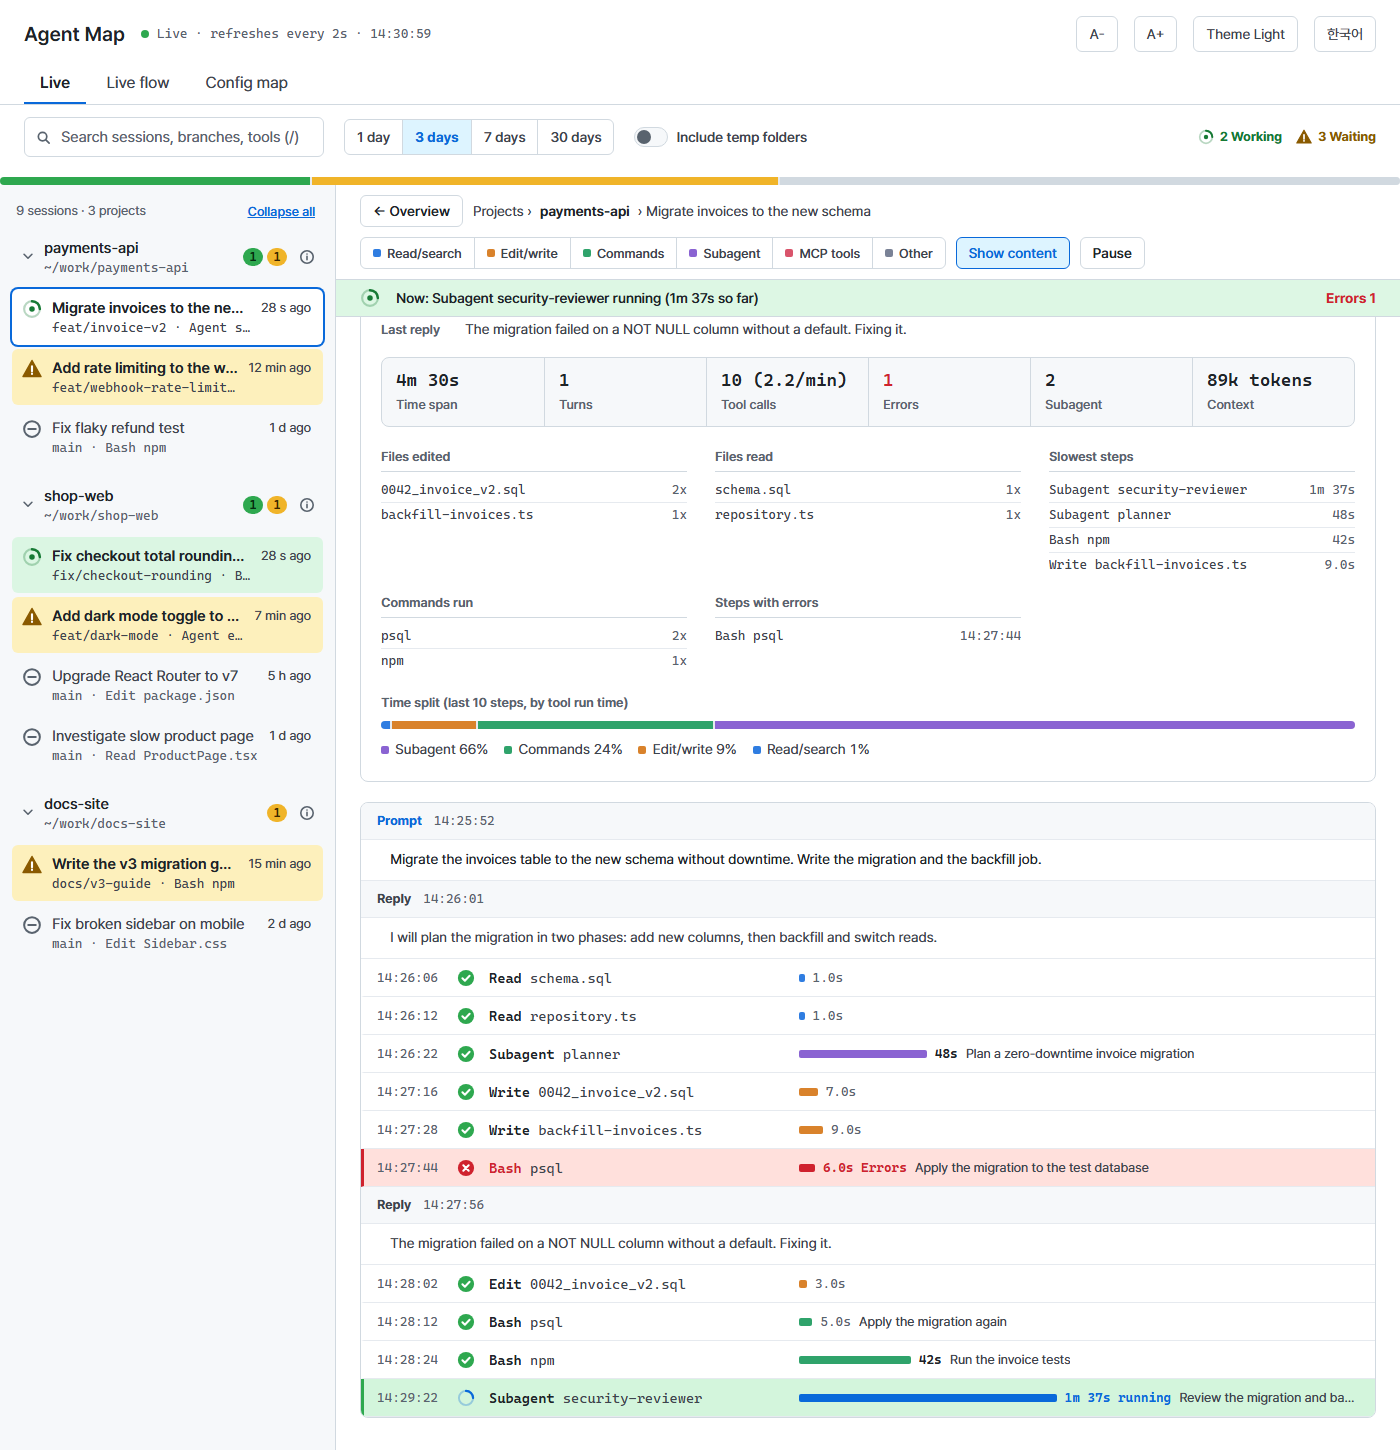 Agent Map
Live · refreshes every 2s · 14:30:59
A-
A+
Theme Light
한국어
Live
Live flow
Config map
Search sessions, branches, tools (/)
1 day
3 days
7 days
30 days
Include temp folders
2 Working
3 Waiting
9 sessions · 3 projects
Collapse all
payments-api
1
1
~/work/payments-api
Migrate invoices to the ne...
28 s ago
feat/invoice-v2 · Agent s…
Add rate limiting to the w...
12 min ago
feat/webhook-rate-limit…
Fix flaky refund test
1 d ago
main · Bash npm
shop-web
1
1
~/work/shop-web
Fix checkout total roundin...
28 s ago
fix/checkout-rounding · B…
Add dark mode toggle to ...
7 min ago
feat/dark-mode · Agent e…
Upgrade React Router to v7
5 h ago
main · Edit package.json
Investigate slow product page
1 d ago
main · Read ProductPage.tsx
docs-site
1
~/work/docs-site
Write the v3 migration g...
15 min ago
docs/v3-guide · Bash npm
Fix broken sidebar on mobile
2 d ago
main · Edit Sidebar.css
← Overview
Projects › payments-api › Migrate invoices to the new schema
Read/search
Edit/write
Commands
Subagent
MCP tools
Other
Show content
Pause
Now: Subagent security-reviewer running (1m 37s so far)
Errors 1
Last reply
The migration failed on a NOT NULL column without a default. Fixing it.
4m 30s
Time span
1
Turns
10 (2.2/min)
Tool calls
1
Errors
2
Subagent
89k tokens
Context
Files edited
0042_invoice_v2.sql 2x
backfill-invoices.ts 1x
Files read
schema.sql 1x
repository.ts 1x
Slowest steps
Subagent security-reviewer 1m 37s
Subagent planner 48s
Bash npm 42s
Write backfill-invoices.ts 9.0s
Commands run
psql 2x
npm 1x
Steps with errors
Bash psql 14:27:44
Time split (last 10 steps, by tool run time)
Subagent 66%
Commands 24%
Edit/write 9%
Read/search 1%
Prompt 14:25:52
Migrate the invoices table to the new schema without downtime. Write the migration and the backfill job.
Reply 14:26:01
I will plan the migration in two phases: add new columns, then backfill and switch reads.
14:26:06 Read schema.sql 1.0s
14:26:12 Read repository.ts 1.0s
14:26:22 Subagent planner 48s Plan a zero-downtime invoice migration
14:27:16 Write 0042_invoice_v2.sql 7.0s
14:27:28 Write backfill-invoices.ts 9.0s
14:27:44 Bash psql 6.0s Errors Apply the migration to the test database
Reply 14:27:56
The migration failed on a NOT NULL column without a default. Fixing it.
14:28:02 Edit 0042_invoice_v2.sql 3.0s
14:28:12 Bash psql 5.0s Apply the migration again
14:28:24 Bash npm 42s Run the invoice tests
14:29:22 Subagent security-reviewer 1m 37s running Review the migration and ba...